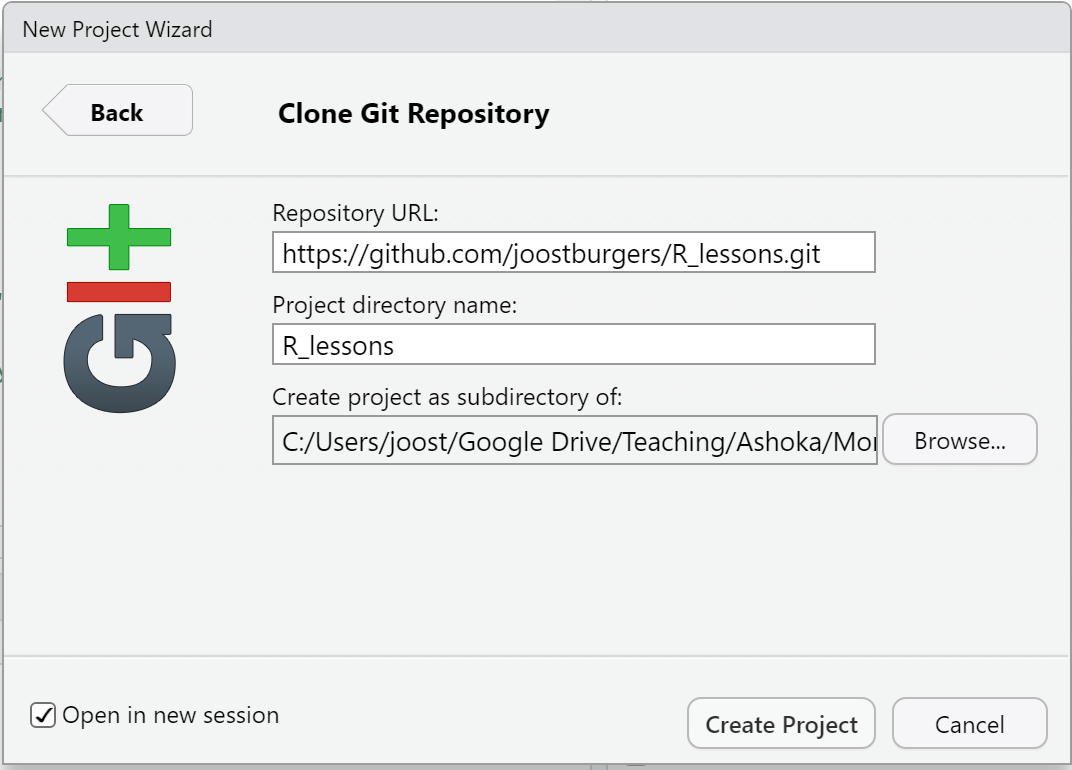 New Project Wizard
Back
Clone Git Repository
GIT
Repository URL:
https://github.com/joostburgers/R_lessons.git
Project directory name:
R_lessons
Create project as subdirectory of:
C:/Users/joost/Google Drive/Teaching/Ashoka/Mor
Browse...
Open in new session
Create Project
Cancel